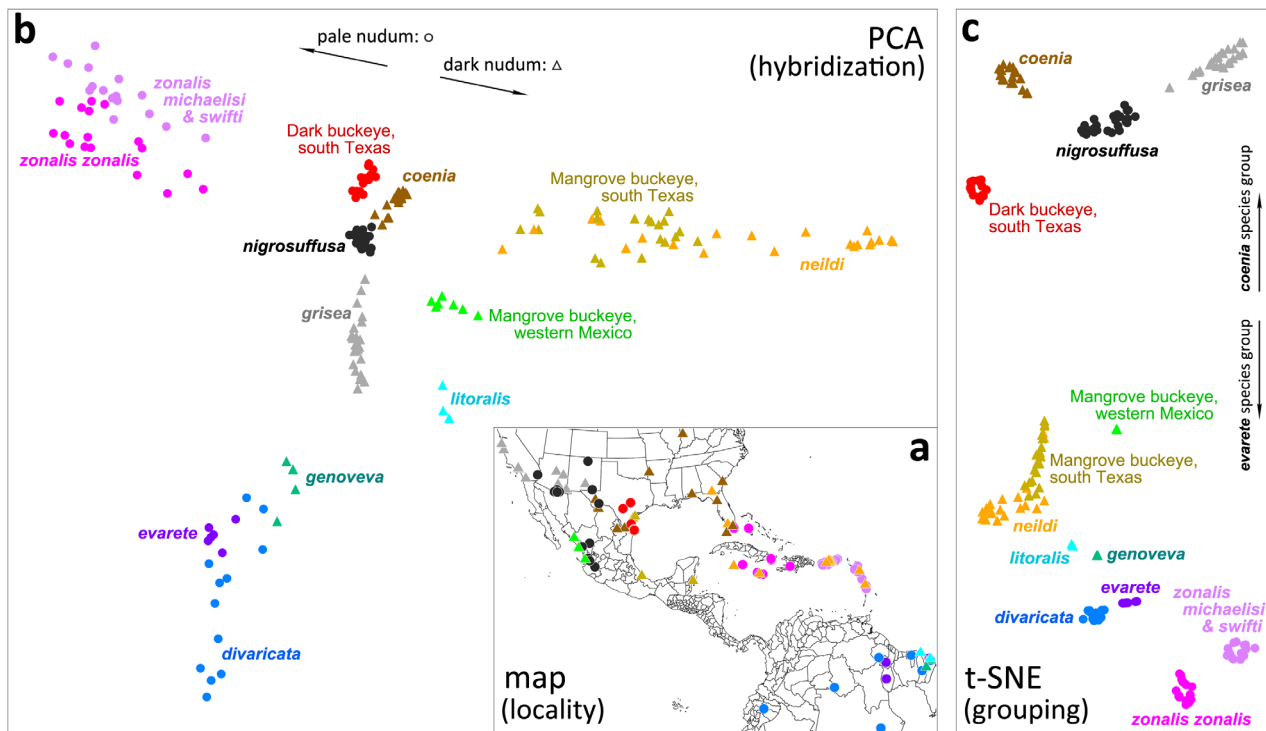 b
pale nudum: ○
dark nudum: △
PCA
(hybridization)
zonalis
michaelisi
& swifti
zonalis zonalis
Dark buckeye,
south Texas
coenia
Mangrove buckeye,
south Texas
nigrosuffusa
neildi
grisea
Mangrove buckeye,
western Mexico
litoralis
genoveva
evarete
divaricata
a
map
(locality)
c
coenia
grisea
nigrosuffusa
Dark buckeye,
south Texas
coenia species group
evarete species group
Mangrove buckeye,
western Mexico
Mangrove buckeye,
south Texas
neildi
litoralis
genoveva
evarete
zonalis
michaelisi
& swifti
divaricata
t-SNE
(grouping)
zonalis zonalis